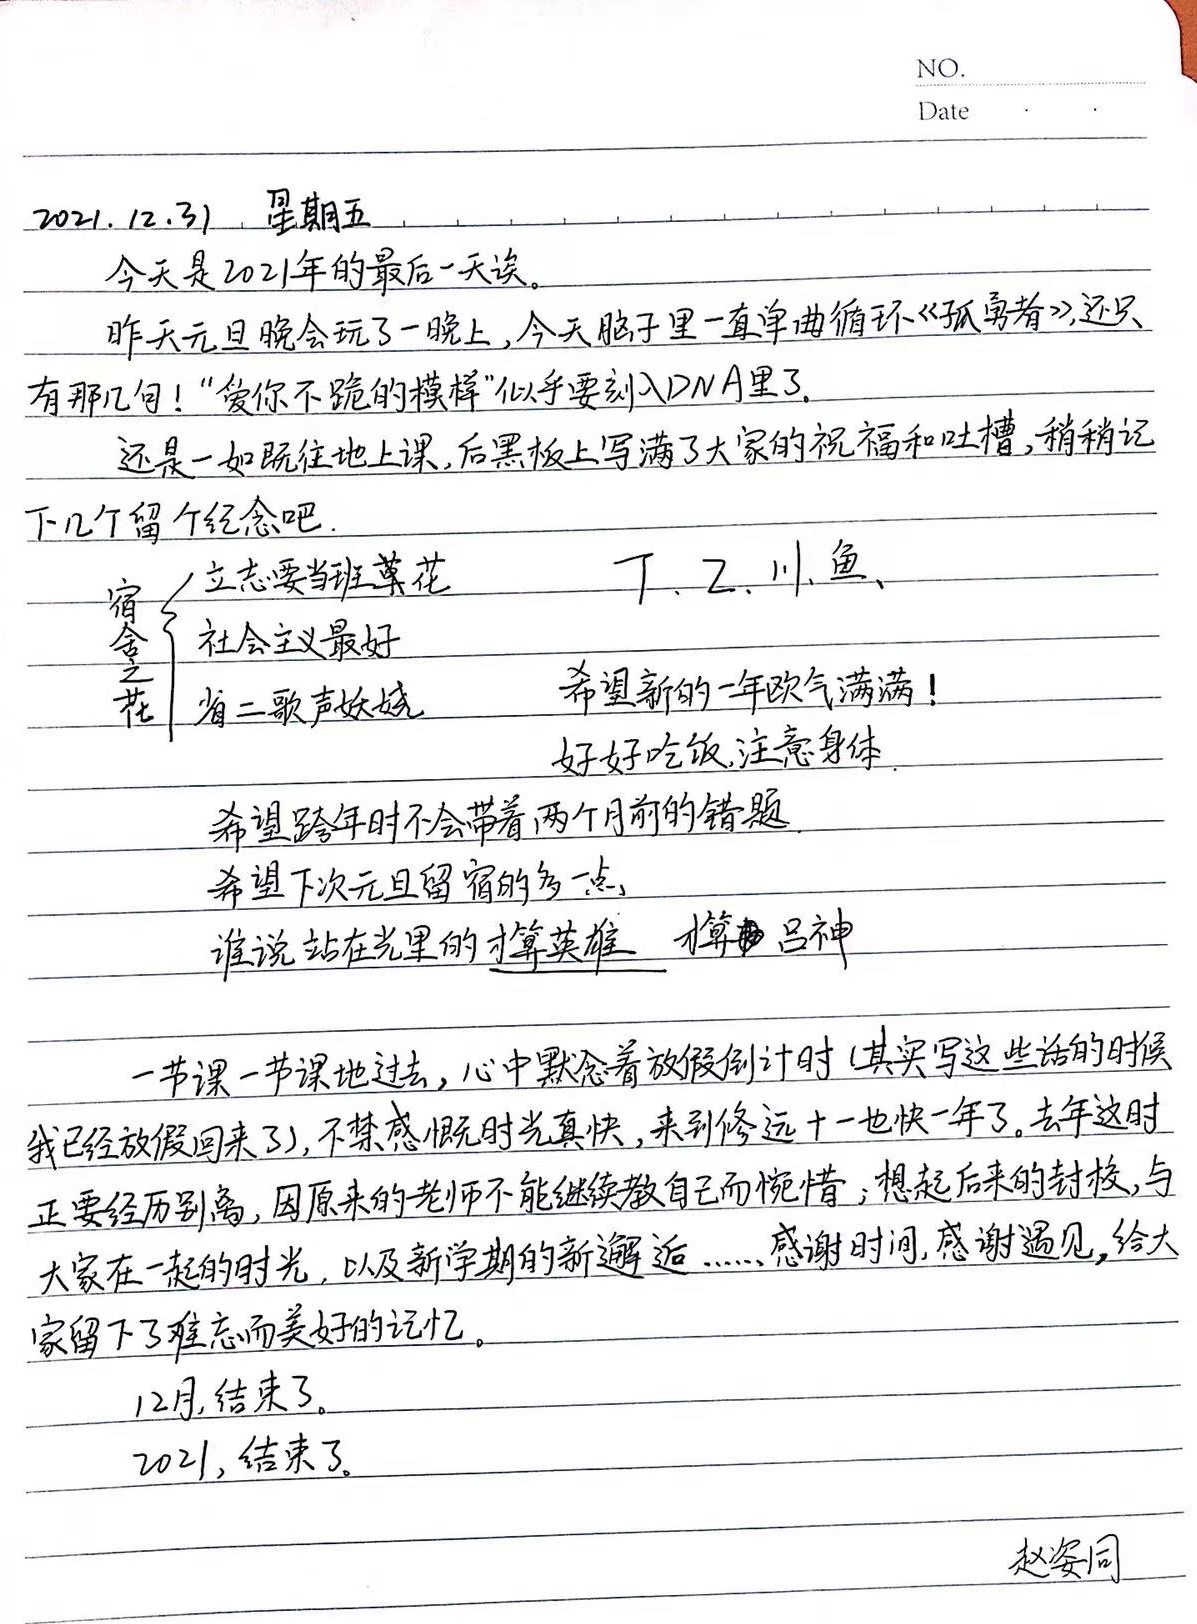 NO.
Date
2021.12.31 星期五
今天是2021年的最后一天诶。
昨天元旦晚会玩了一晚上,今天脑子里一直单曲循环《孤勇者》,还只
有那几句!“爱你不跪的模样”似乎要刻入DNA里了。
还是一如既往地上课,后黑板上写满了大家的祝福和吐槽,稍稍记
下几个留个纪念吧.
宿舍之花
立志要当班草花
社会主义最好
省二歌声妖娆
丁、乙、川、鱼、
希望新的一年欧气满满!
好好吃饭,注意身体.
希望跨年时不会带着两个月前的错题.
希望下次元旦留宿的多一点、
谁说站在光里的才算英雄 才算 吕神
一节课一节课地过去,心中默念着放假倒计时(其实写这些话的时候
我已经放假回来了),不禁感慨时光真快,来到修远十一也快一年了。去年这时
正要经历别离,因原来的老师不能继续教自己而惋惜;想起后来的封校,与
大家在一起的时光,以及新学期的新邂逅……感谢时间,感谢遇见,给大
家留下了难忘而美好的记忆。
12月,结束了。
2021,结束了。
赵姿同